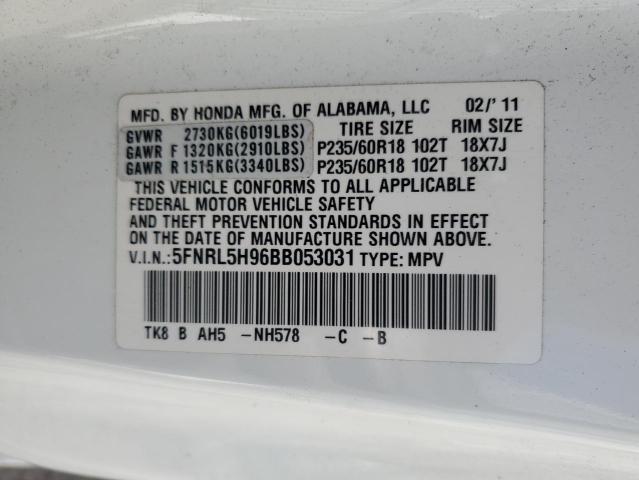 MFD. BY HONDA MFG. OF ALABAMA, LLC 02/'11
GVWR 2730KG(6019LBS) TIRE SIZE RIM SIZE
GAWR F 1320KG(2910LBS) P235/60R18 102T 18X7J
GAWR R 1515KG(3340LBS) P235/60R18 102T 18X7J
THIS VEHICLE CONFORMS TO ALL APPLICABLE
FEDERAL MOTOR VEHICLE SAFETY
AND THEFT PREVENTION STANDARDS IN EFFECT
ON THE DATE OF MANUFACTURE SHOWN ABOVE.
V.I.N.:5FNRL5H96BB053031 TYPE: MPV
TK8 B AH5 -NH578 -C -B